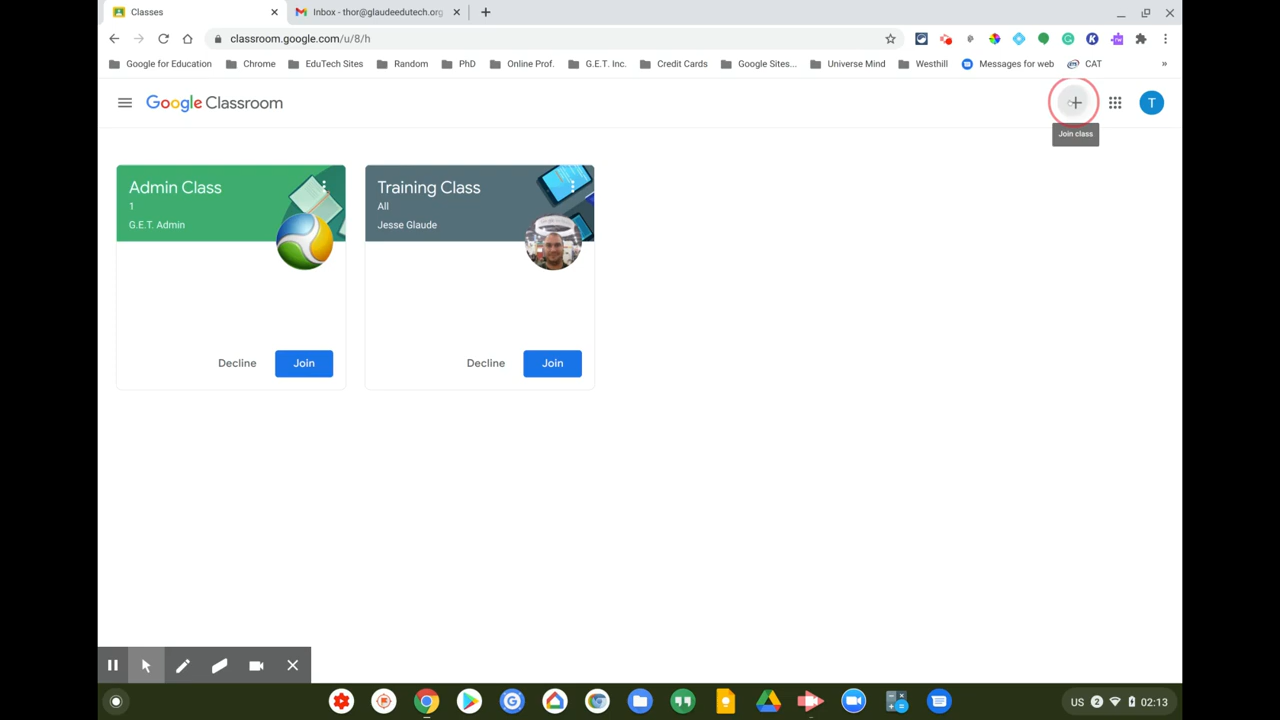 Classes
Inbox - thor@glaudeedutech.org
classroom.google.com/u/8/h
Google for Education
Chrome
EduTech Sites
Random
PhD
Online Prof.
G.E.T. Inc.
Credit Cards
Google Sites...
Universe Mind
Westhill
Messages for web
CAT
»
Google Classroom
T
Join class
Admin Class
1
G.E.T. Admin
Decline
Join
Training Class
All
Jesse Glaude
Decline
Join
US 2 02:13